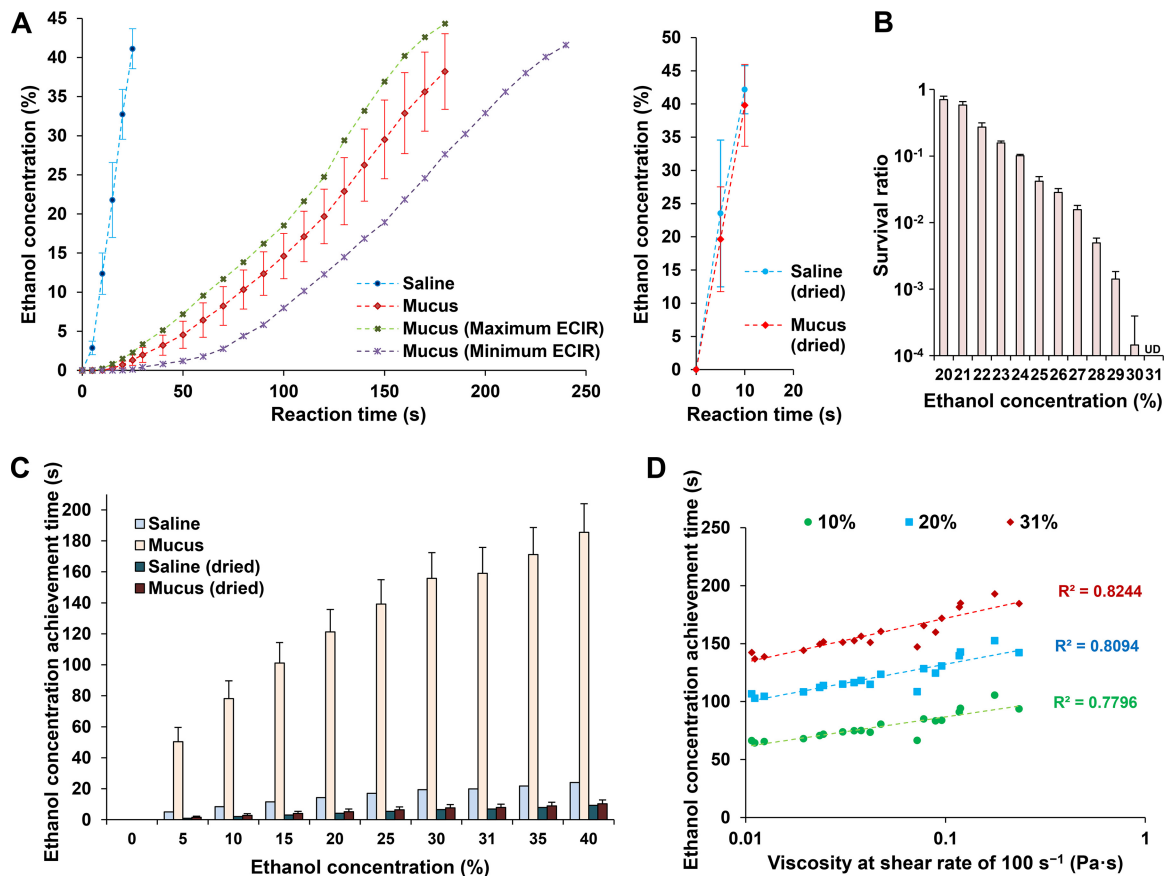 A
Ethanol concentration (%)
45
40
35
30
25
20
15
10
5
0
0
50
100
150
200
250
Reaction time (s)
Saline
Mucus
Mucus (Maximum ECIR)
Mucus (Minimum ECIR)
Ethanol concentration (%)
50
45
40
35
30
25
20
15
10
5
0
0
10
20
Reaction time (s)
Saline
(dried)
Mucus
(dried)
B
Survival ratio
1
10⁻¹
10⁻²
10⁻³
10⁻⁴
UD
20 21 22 23 24 25 26 27 28 29 30 31
Ethanol concentration (%)
C
Ethanol concentration achievement time (s)
200
180
160
140
120
100
80
60
40
20
0
Saline
Mucus
Saline (dried)
Mucus (dried)
0 5 10 15 20 25 30 31 35 40
Ethanol concentration (%)
D
Ethanol concentration achievement time (s)
250
200
150
100
50
0
10%
20%
31%
R² = 0.8244
R² = 0.8094
R² = 0.7796
0.01
0.1
1
Viscosity at shear rate of 100 s⁻¹ (Pa·s)